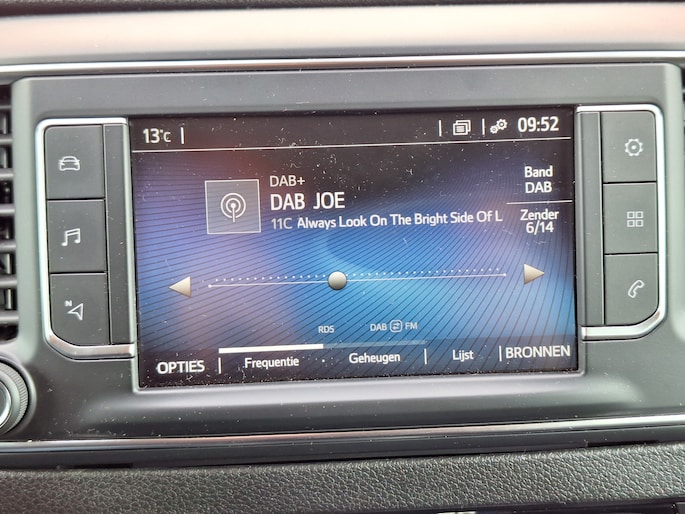 13°C
09:52
DAB+
DAB JOE
11C Always Look On The Bright Side Of L
Band
DAB
Zender
6/14
RDS
DAB FM
OPTIES
Frequentie
Geheugen
Lijst
BRONNEN
N